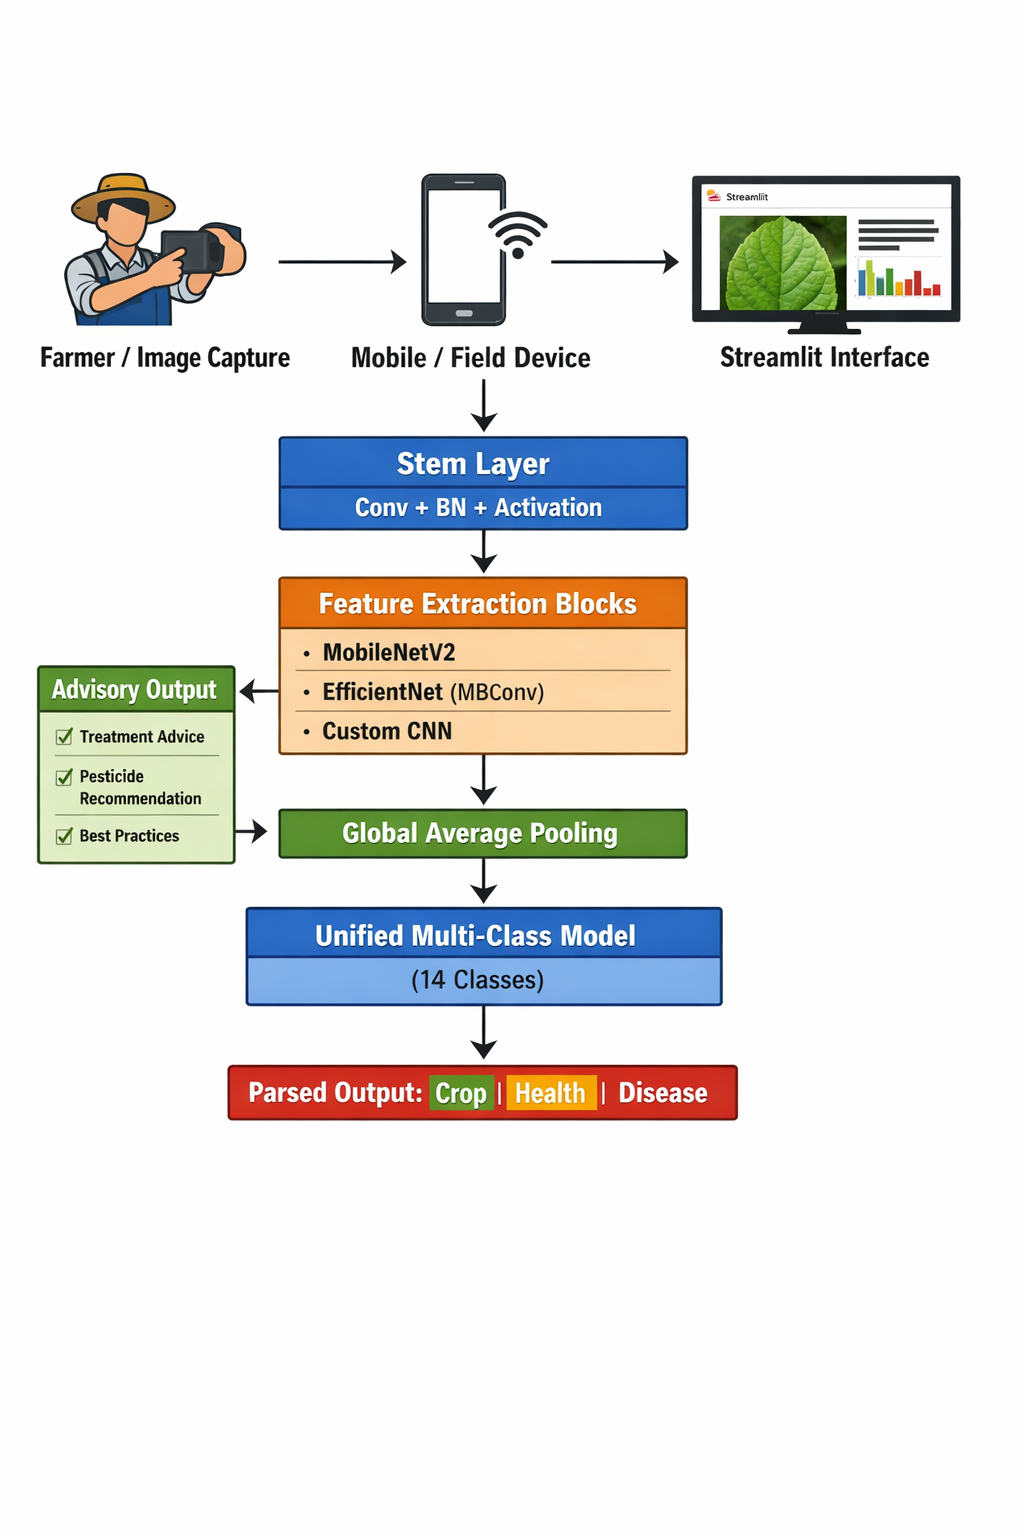 Streamlit
Farmer / Image Capture
Mobile / Field Device
Streamlit Interface
Stem Layer
Conv + BN + Activation
Feature Extraction Blocks
• MobileNetV2
• EfficientNet (MBConv)
• Custom CNN
Advisory Output
Treatment Advice
Pesticide
Recommendation
Best Practices
Global Average Pooling
Unified Multi-Class Model
(14 Classes)
Parsed Output: Crop | Health | Disease